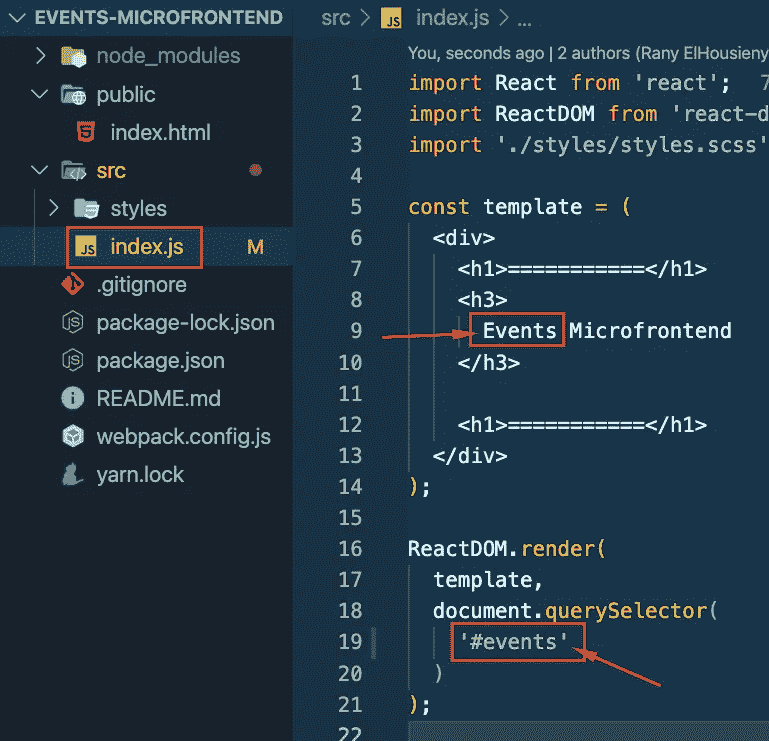 EVENTS-MICROFRONTEND
node_modules
public
index.html
src
styles
JS index.js M
.gitignore
JS package-lock.json
JS package.json
README.md
webpack.config.js
yarn.lock
src > JS index.js > ...
You, seconds ago | 2 authors (Rany ElHousieny
1 import React from 'react'; 7
2 import ReactDOM from 'react-d
3 import './styles/styles.scss'
4
5 const template = (
6 <div>
7 <h1>===========</h1>
8 <h3>
9 Events Microfrontend
10 </h3>
11
12 <h1>===========</h1>
13 </div>
14 );
15
16 ReactDOM.render(
17 template,
18 document.querySelector(
19 '#events'
20 )
21 );
22